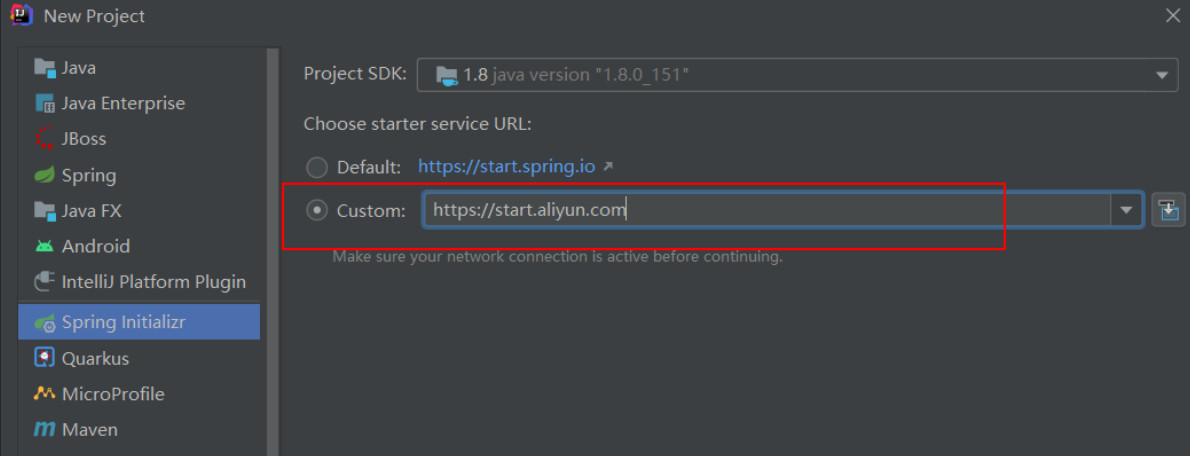 New Project
Java
Java Enterprise
JBoss
Spring
Java FX
Android
IntelliJ Platform Plugin
Spring Initializr
Quarkus
MicroProfile
Maven
Project SDK: 1.8 java version "1.8.0_151"
Choose starter service URL:
Default: https://start.spring.io
Custom: https://start.aliyun.com
Make sure your network connection is active before continuing.